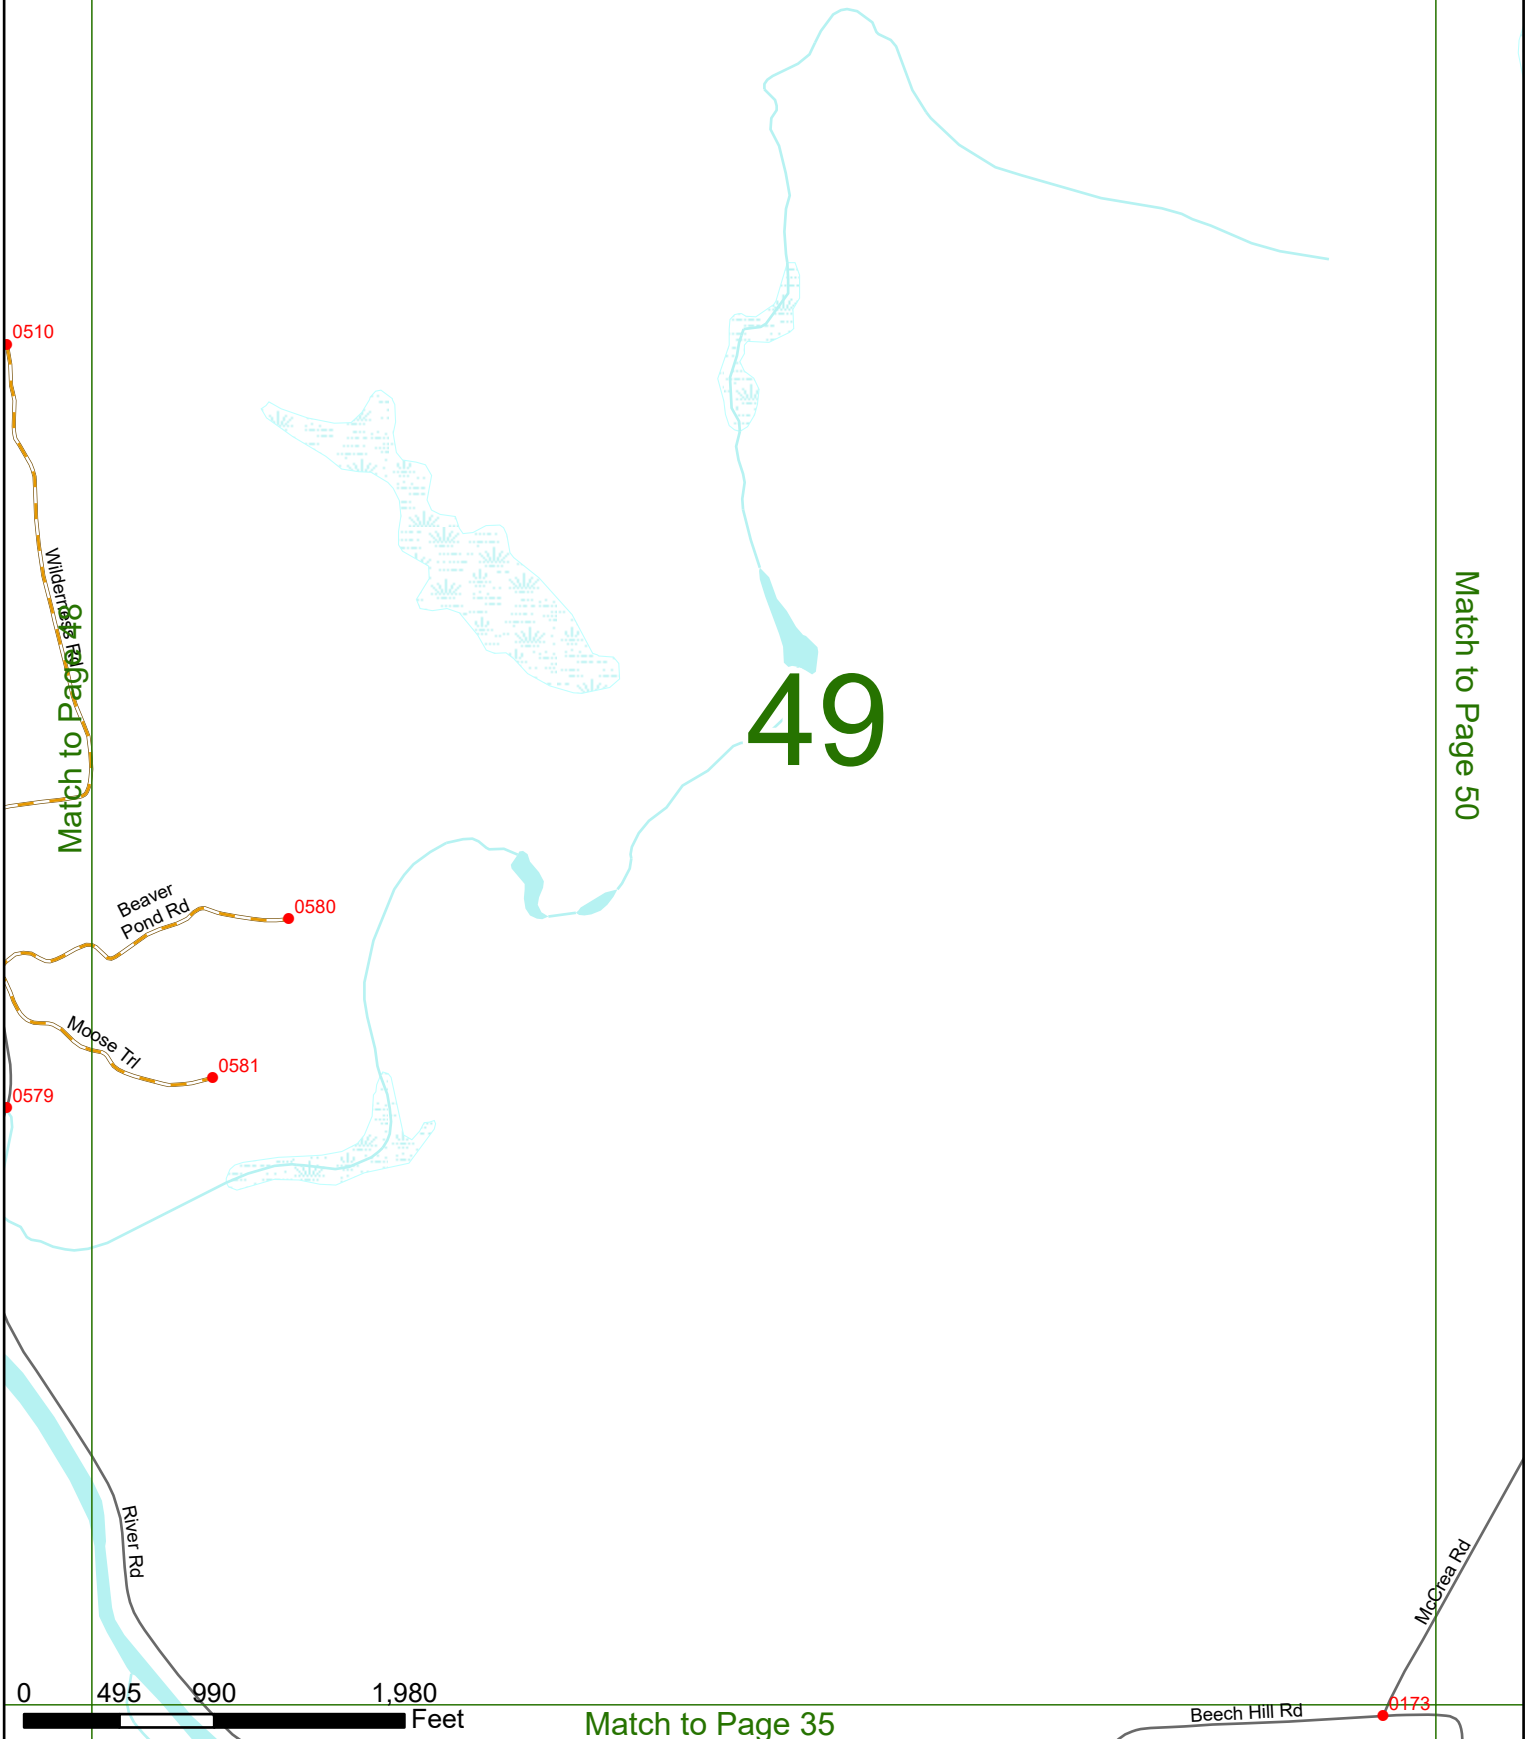 0510
Wilderness Rd
Match to Page 48
Match to Page 50
49
Beaver
Pond Rd
0580
Moose Trl
0581
0579
River Rd
McCrea Rd
0 495 990 1,980
Feet
Match to Page 35
Beech Hill Rd
0173